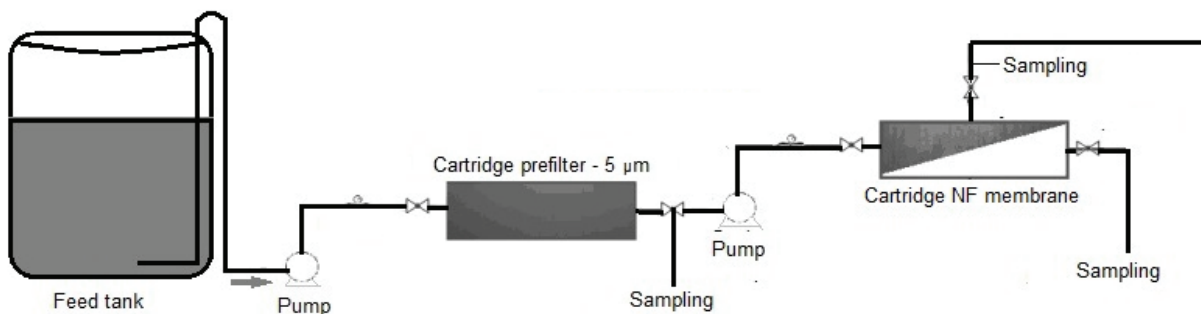 Sampling
Cartridge prefilter - 5 µm
Cartridge NF membrane
Pump
Sampling
Feed tank
Pump
Sampling